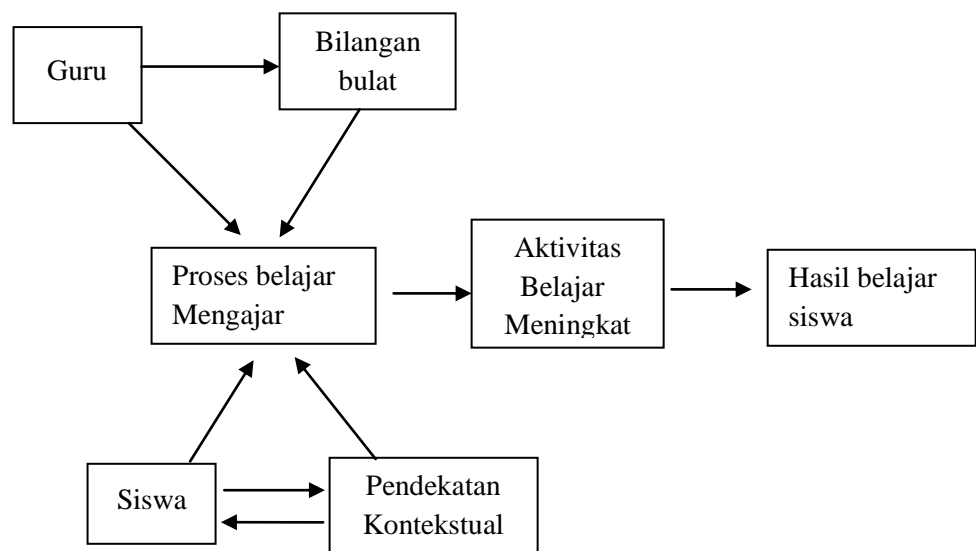 Guru
Bilangan
bulat
Proses belajar
Mengajar
Aktivitas
Belajar
Meningkat
Hasil belajar
siswa
Siswa
Pendekatan
Kontekstual